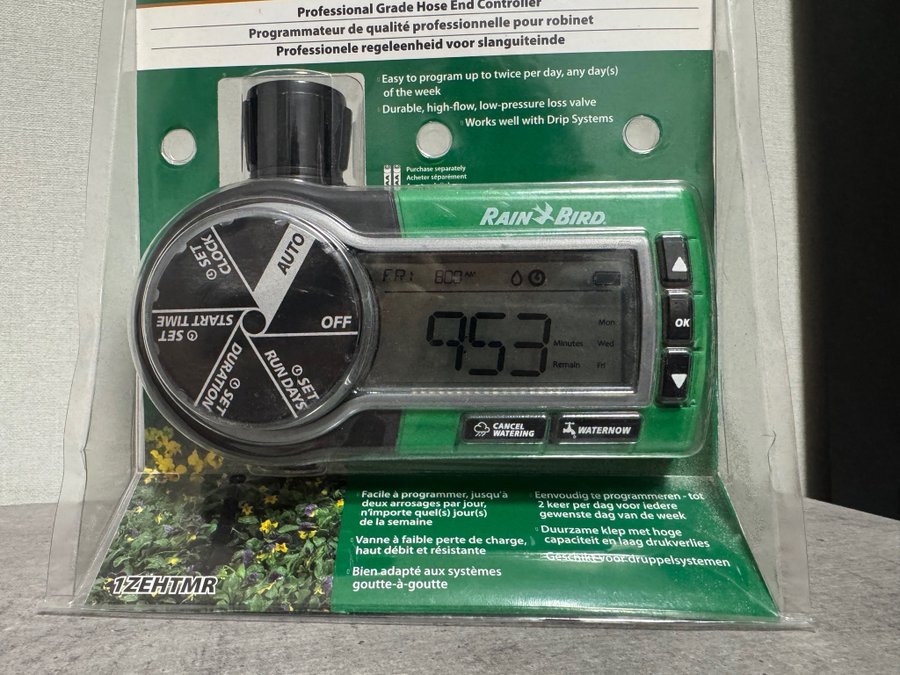 Professional Grade Hose End Controller
Programmateur de qualité professionnelle pour robinet
Professionele regeleenheid voor slanguiteinde
Easy to program up to twice per day, any day(s)
of the week
Durable, high-flow, low-pressure loss valve
Works well with Drip Systems
Purchase separately
Acheter séparément
RAIN BIRD
SET
CLOCK
AUTO
OFF
SET
RUN DAYS
SET
DURATION
SET
START TIME
FRI 800 AM
953
Minutes
Remain
Mon
Wed
Fri
OK
CANCEL
WATERING
WATERNOW
Facile à programmer, jusqu'à
deux arrosages par jour,
n'importe quel(s) jour(s)
de la semaine
Vanne à faible perte de charge,
haut débit et résistante
Bien adapté aux systèmes
goutte-à-goutte
Eenvoudig te programmeren - tot
2 keer per dag voor iedere
gewenste dag van de week
Duurzame klep met hoge
capaciteit en laag drukverlies
Geschikt voor druppelsystemen
1ZEHTMR